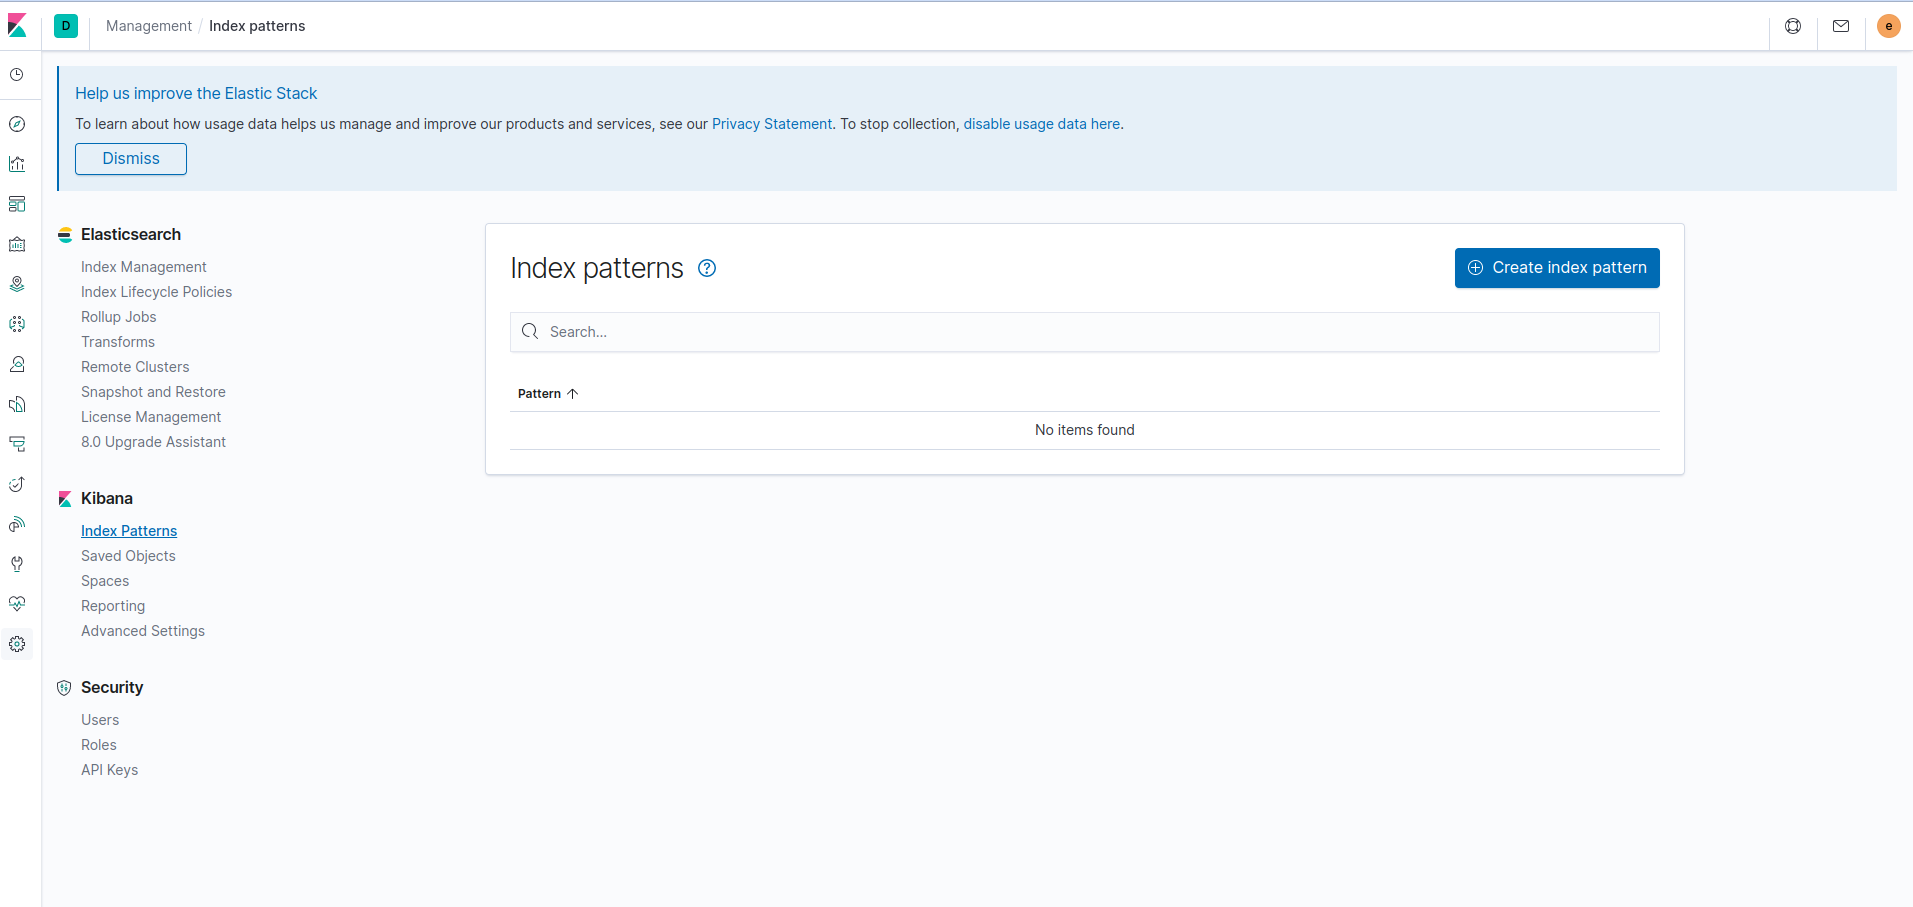 D Management / Index patterns e
Help us improve the Elastic Stack
To learn about how usage data helps us manage and improve our products and services, see our Privacy Statement. To stop collection, disable usage data here.
Dismiss
Elasticsearch
Index Management
Index Lifecycle Policies
Rollup Jobs
Transforms
Remote Clusters
Snapshot and Restore
License Management
8.0 Upgrade Assistant
Kibana
Index Patterns
Saved Objects
Spaces
Reporting
Advanced Settings
Security
Users
Roles
API Keys
Index patterns
Create index pattern
Search...
Pattern
No items found